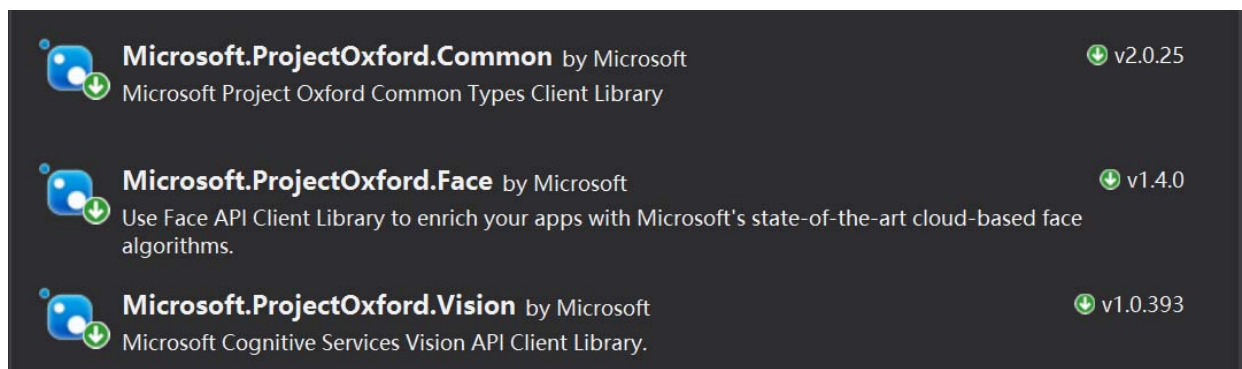 Microsoft.ProjectOxford.Common by Microsoft v2.0.25
Microsoft Project Oxford Common Types Client Library
Microsoft.ProjectOxford.Face by Microsoft v1.4.0
Use Face API Client Library to enrich your apps with Microsoft's state-of-the-art cloud-based face
algorithms.
Microsoft.ProjectOxford.Vision by Microsoft v1.0.393
Microsoft Cognitive Services Vision API Client Library.